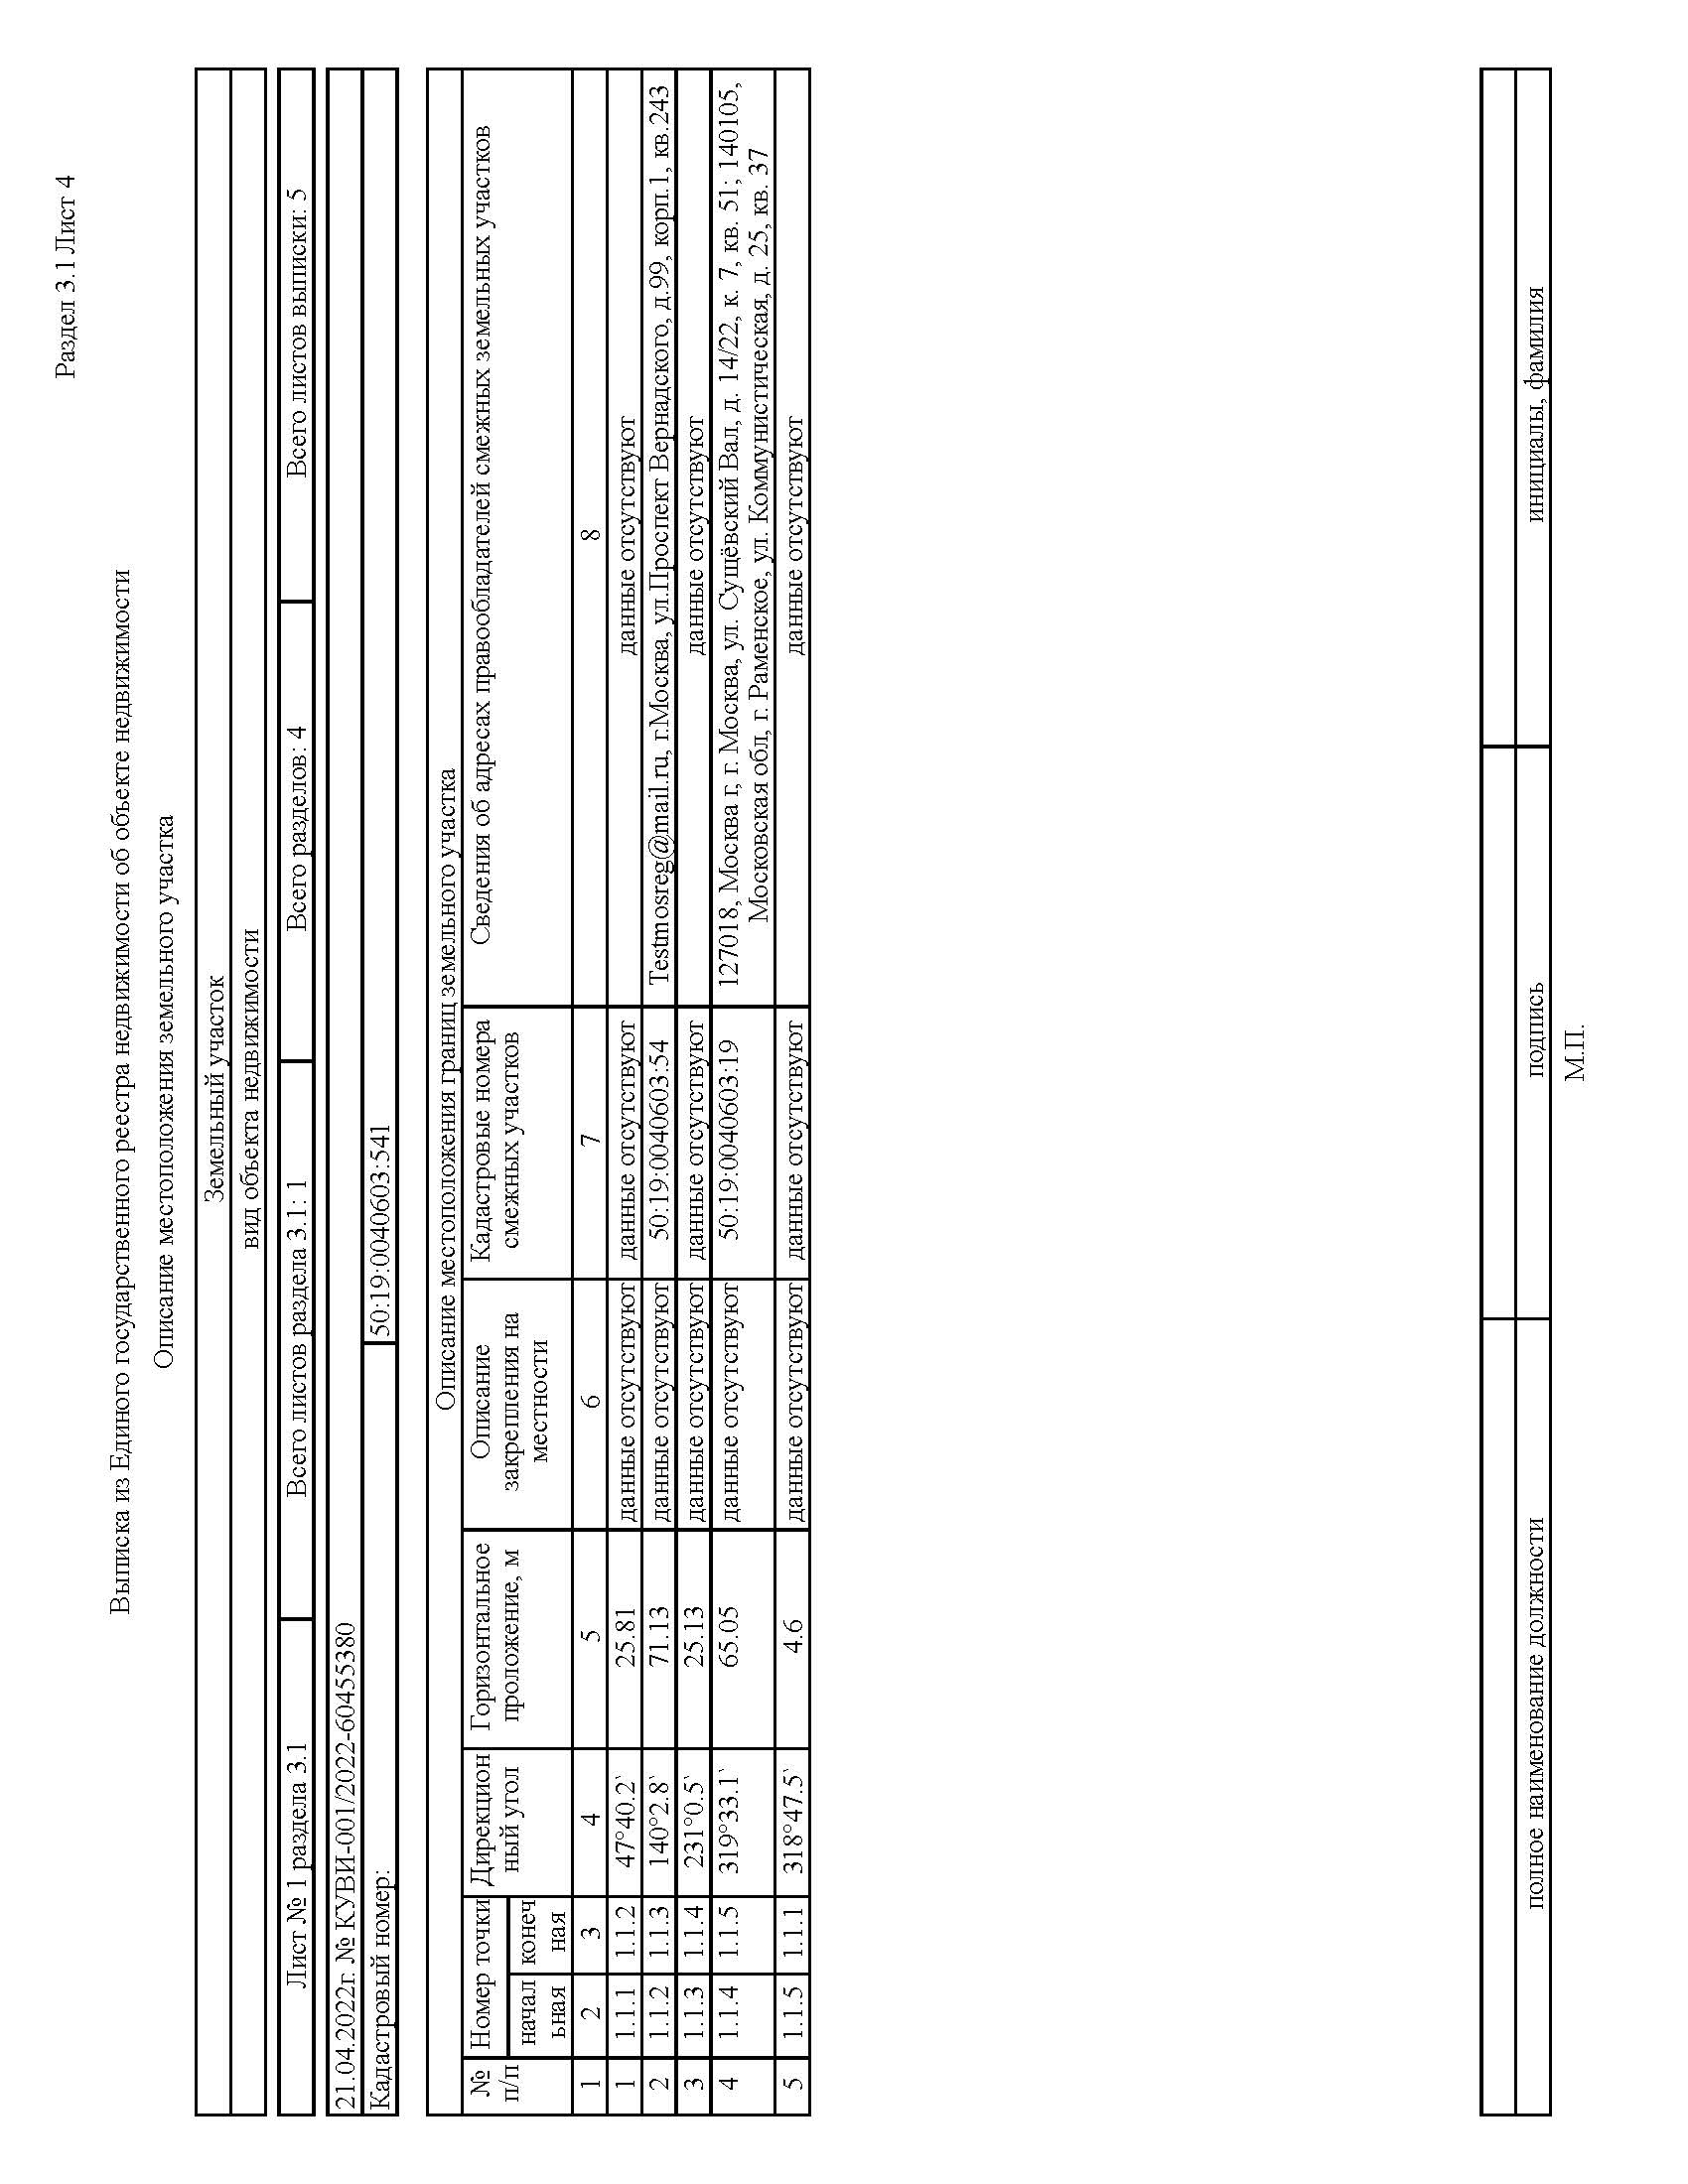 Раздел 3.1 Лист 4
Выписка из Единого государственного реестра недвижимости об объекте недвижимости
Описание местоположения земельного участка
Земельный участок
вид объекта недвижимости
Лист № 1 раздела 3.1 Всего листов раздела 3.1: 1 Всего разделов: 4 Всего листов выписки: 5
21.04.2022г. № КУВИ-001/2022-60455380
Кадастровый номер: 50:19:0040603:541
Описание местоположения границ земельного участка
№ п/п Номер точки Дирекцион ный угол Горизонтальное проложение, м Описание закрепления на местности Кадастровые номера смежных участков Сведения об адресах правообладателей смежных земельных участков
начал ьная конеч ная
1 2 3 4 5 6 7 8
1 1.1.1 1.1.2 47°40.2` 25.81 данные отсутствуют данные отсутствуют данные отсутствуют
2 1.1.2 1.1.3 140°2.8` 71.13 данные отсутствуют 50:19:0040603:54 Testmosreg@mail.ru, г.Москва, ул.Проспект Вернадского, д.99, корп.1, кв.243
3 1.1.3 1.1.4 231°0.5` 25.13 данные отсутствуют данные отсутствуют данные отсутствуют
4 1.1.4 1.1.5 319°33.1` 65.05 данные отсутствуют 50:19:0040603:19 127018, Москва г, г. Москва, ул. Сущёвский Вал, д. 14/22, к. 7, кв. 51; 140105,
Московская обл, г. Раменское, ул. Коммунистическая, д. 25, кв. 37
5 1.1.5 1.1.1 318°47.5` 4.6 данные отсутствуют данные отсутствуют данные отсутствуют
полное наименование должности подпись инициалы, фамилия
М.П.